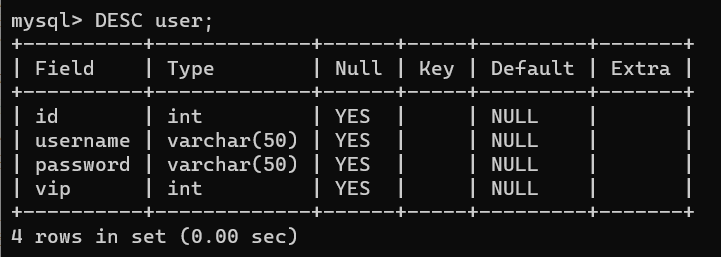 mysql> DESC user;
+----------+-------------+------+-----+---------+-------+
| Field    | Type        | Null | Key | Default | Extra |
+----------+-------------+------+-----+---------+-------+
| id       | int         | YES  |     | NULL    |       |
| username | varchar(50) | YES  |     | NULL    |       |
| password | varchar(50) | YES  |     | NULL    |       |
| vip      | int         | YES  |     | NULL    |       |
+----------+-------------+------+-----+---------+-------+
4 rows in set (0.00 sec)